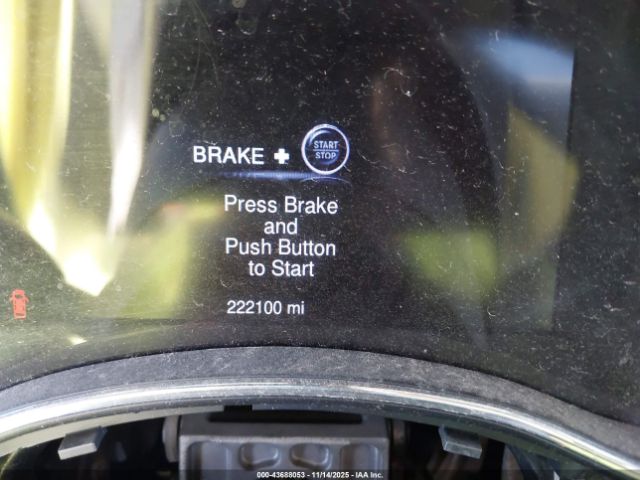 BRAKE + START
STOP
Press Brake
and
Push Button
to Start
222100 mi
000-43688053 - 11/14/2025 - IAA Inc.